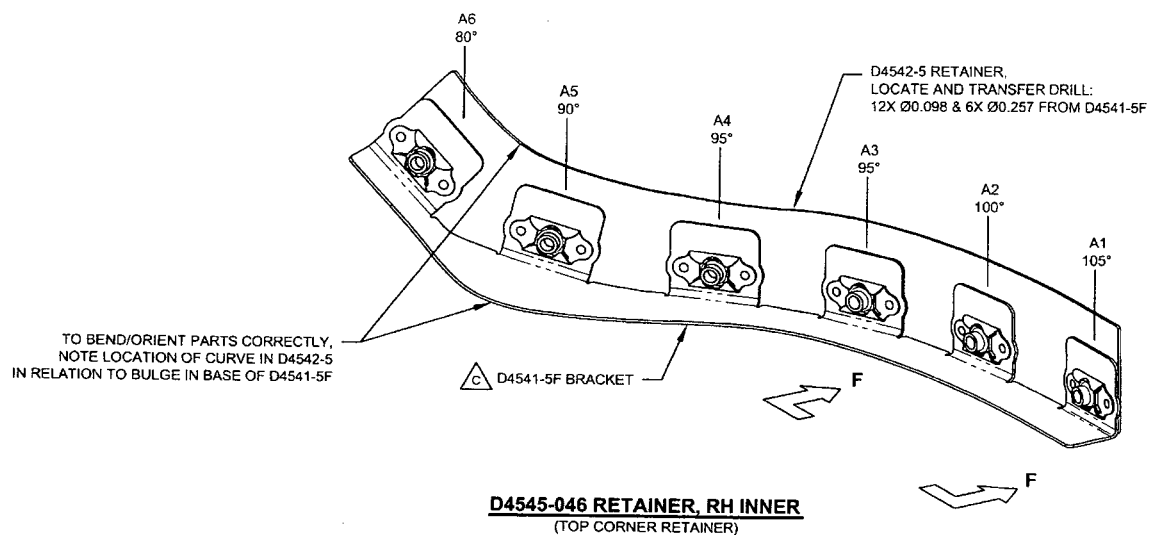 A6
80°
A5
90°
A4
95°
A3
95°
A2
100°
A1
105°
D4542-5 RETAINER,
LOCATE AND TRANSFER DRILL:
12X Ø0.098 & 6X Ø0.257 FROM D4541-5F
TO BEND/ORIENT PARTS CORRECTLY,
NOTE LOCATION OF CURVE IN D4542-5
IN RELATION TO BULGE IN BASE OF D4541-5F
C D4541-5F BRACKET
F
F
D4545-046 RETAINER, RH INNER
(TOP CORNER RETAINER)